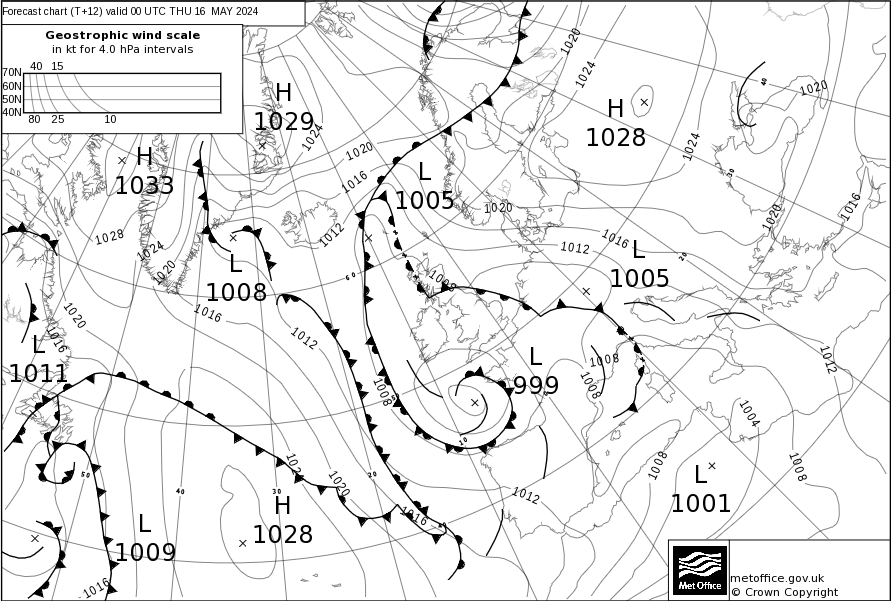 Forecast chart (T+12) valid 00 UTC THU 16 MAY 2024
Geostrophic wind scale
in kt for 4.0 hPa intervals
40 15
70N
60N
50N
40N
80 25 10
H
1029
H
1033
H
1028
L
1005
L
1008
L
1005
L
1011
L
999
L
1001
H
1028
L
1009
1020
1024
1020
1024
1024
1020
1016
1012
1028
1024
1020
1016
1020
1016
1012
1008
1008
1020
1016
1012
1020
1016
1008
1008
1012
1004
1008
1008
1012
1020
1016
1016
60
50
40
30
20
10
40
30
20
Met Office
metoffice.gov.uk
© Crown Copyright